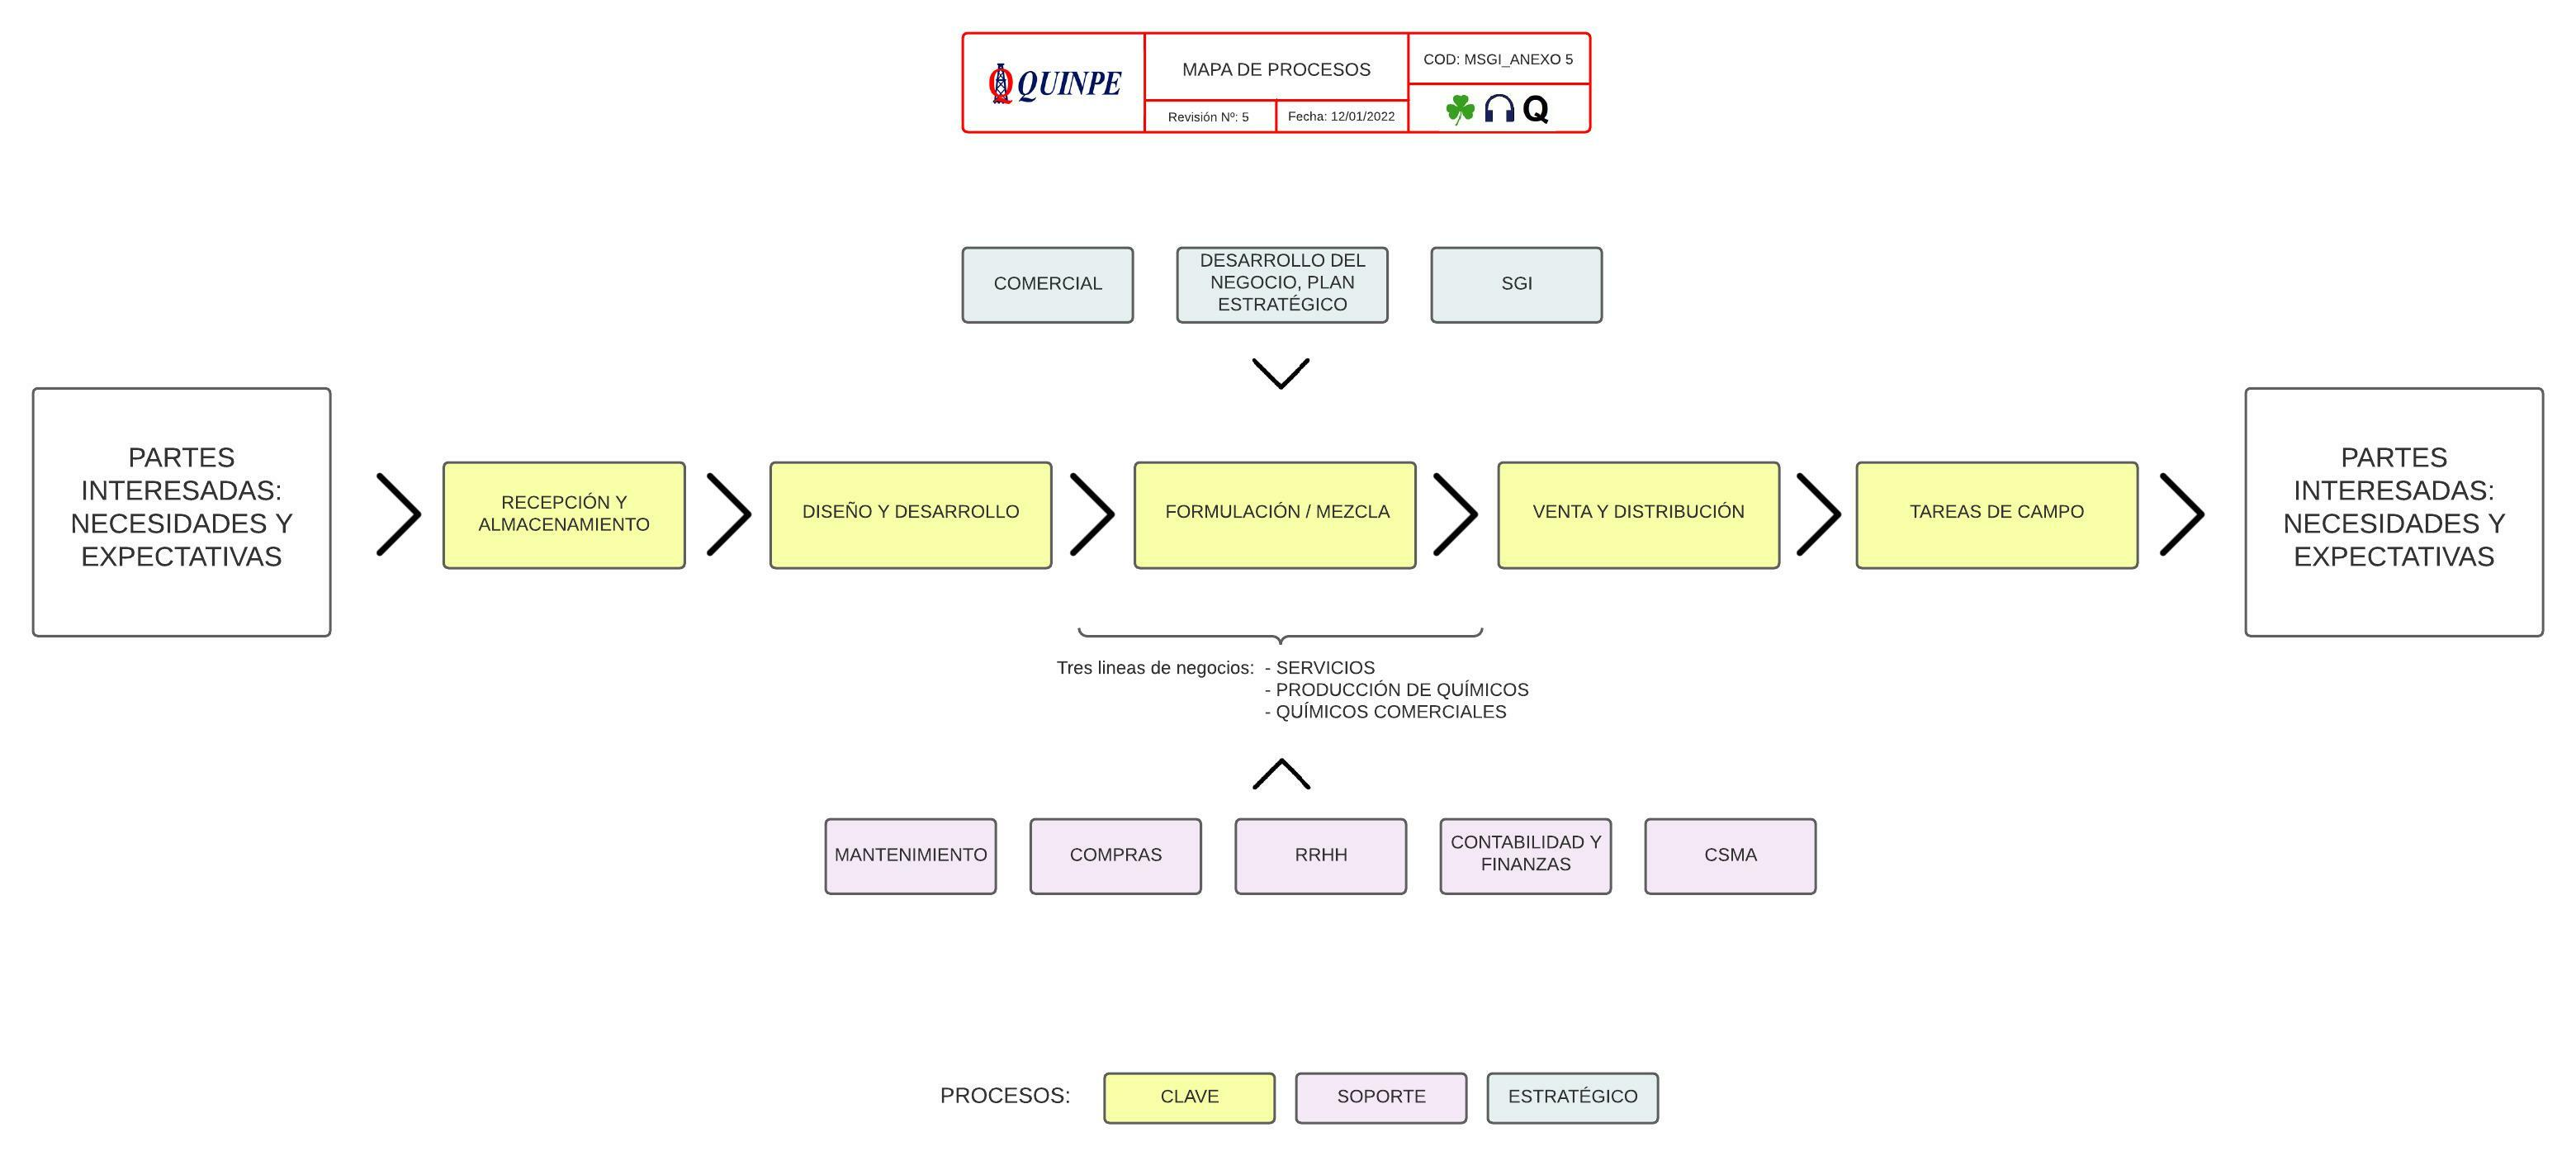 QUINPE
MAPA DE PROCESOS
COD: MSGI_ANEXO 5
Revisión Nº: 5
Fecha: 12/01/2022
Q
COMERCIAL
DESARROLLO DEL
NEGOCIO, PLAN
ESTRATÉGICO
SGI
PARTES
INTERESADAS:
NECESIDADES Y
EXPECTATIVAS
RECEPCIÓN Y
ALMACENAMIENTO
DISEÑO Y DESARROLLO
FORMULACIÓN / MEZCLA
VENTA Y DISTRIBUCIÓN
TAREAS DE CAMPO
PARTES
INTERESADAS:
NECESIDADES Y
EXPECTATIVAS
Tres lineas de negocios: - SERVICIOS
- PRODUCCIÓN DE QUÍMICOS
- QUÍMICOS COMERCIALES
MANTENIMIENTO
COMPRAS
RRHH
CONTABILIDAD Y
FINANZAS
CSMA
PROCESOS:
CLAVE
SOPORTE
ESTRATÉGICO